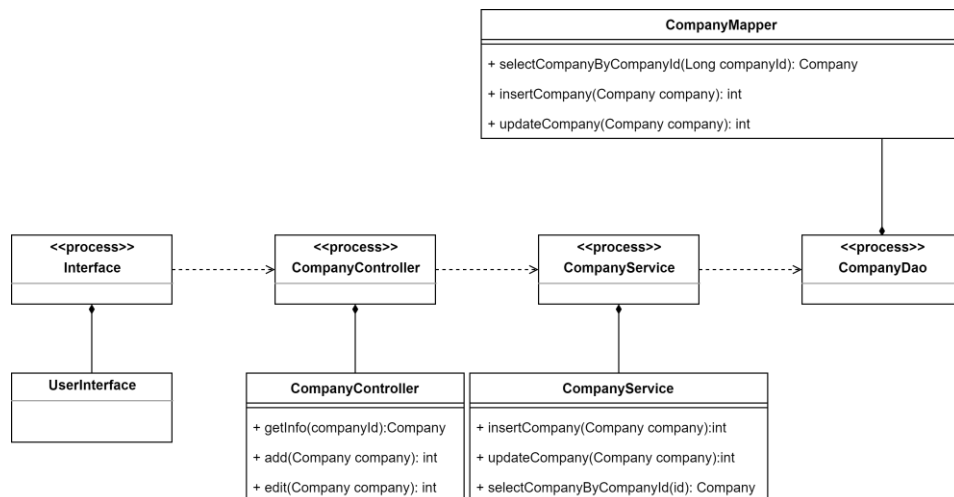 CompanyMapper
+ selectCompanyByCompanyId(Long companyId): Company
+ insertCompany(Company company): int
+ updateCompany(Company company): int
<<process>>
Interface
<<process>>
CompanyController
<<process>>
CompanyService
<<process>>
CompanyDao
UserInterface
CompanyController
+ getInfo(companyId):Company
+ add(Company company): int
+ edit(Company company): int
CompanyService
+ insertCompany(Company company):int
+ updateCompany(Company company):int
+ selectCompanyByCompanyId(id): Company